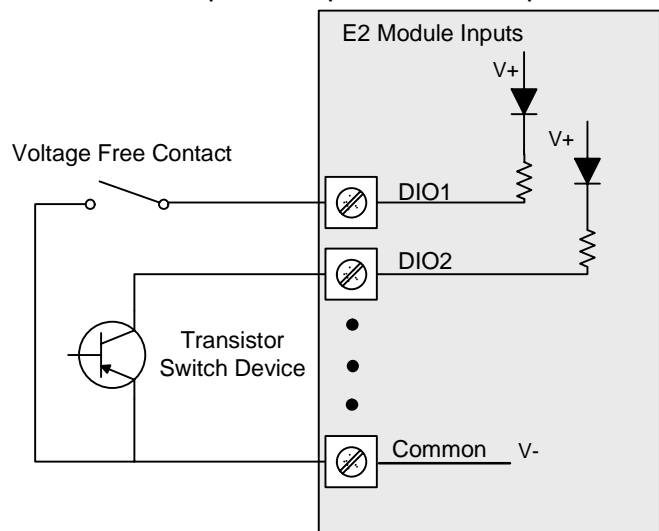 E2 Module Inputs
V+
V+
Voltage Free Contact
DIO1
DIO2
Transistor
Switch Device
Common
V-